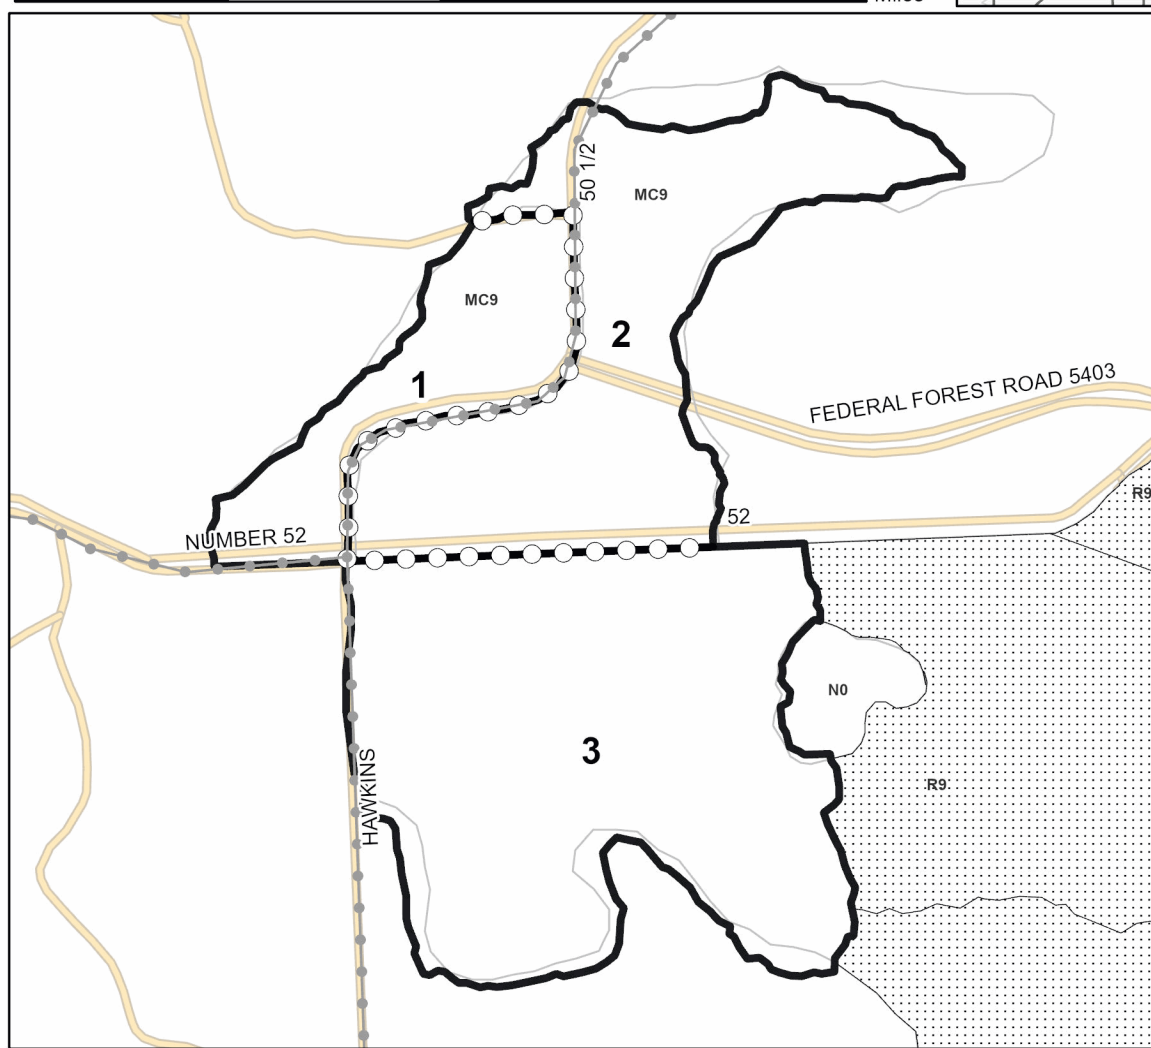 50 1/2
MC9
MC9
2
1
FEDERAL FOREST ROAD 5403
R9
52
NUMBER 52
N0
3
R9
HAWKINS